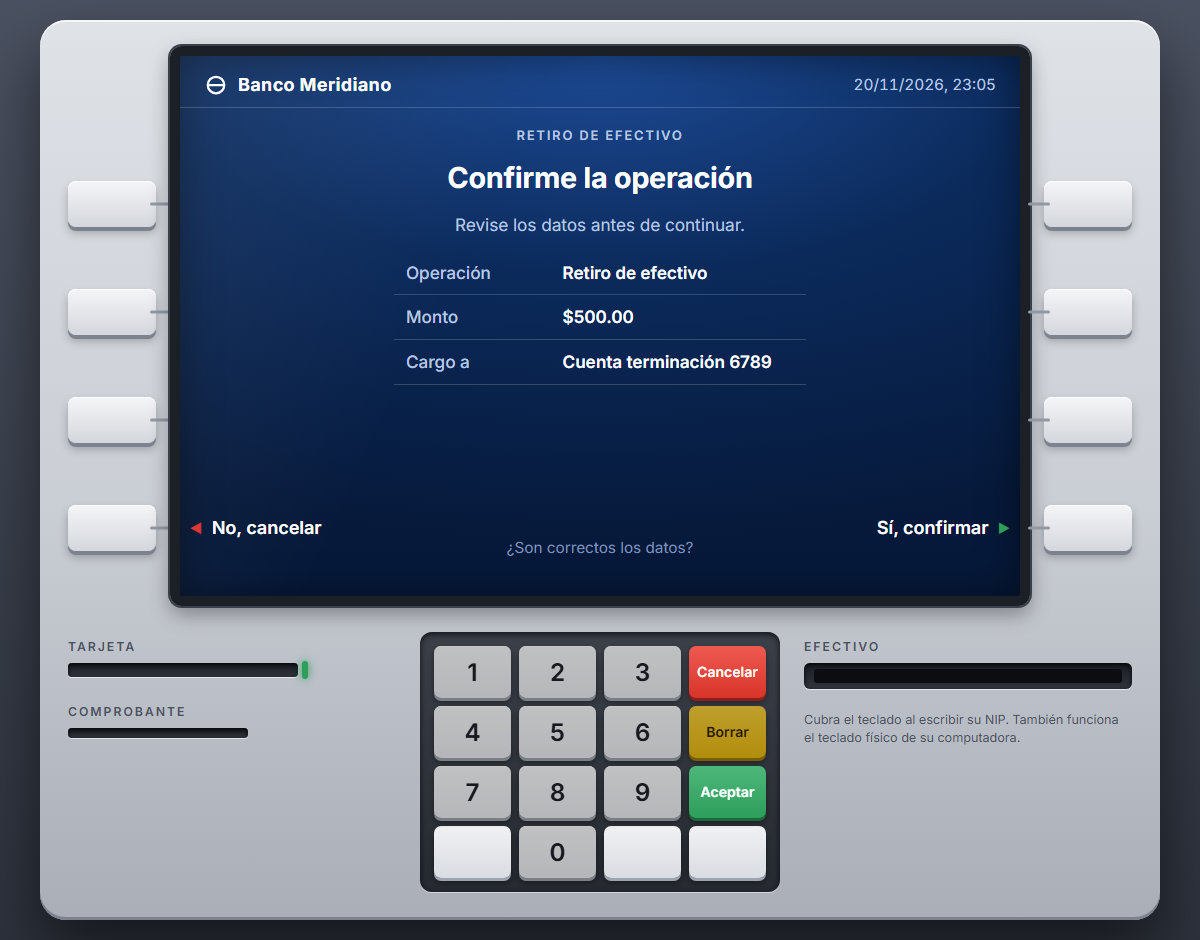 Banco Meridiano
20/11/2026, 23:05
RETIRO DE EFECTIVO
Confirme la operación
Revise los datos antes de continuar.
Operación Retiro de efectivo
Monto $500.00
Cargo a Cuenta terminación 6789
No, cancelar
Sí, confirmar
¿Son correctos los datos?
TARJETA
COMPROBANTE
1 2 3 Cancelar
4 5 6 Borrar
7 8 9 Aceptar
0
EFECTIVO
Cubra el teclado al escribir su NIP. También funciona
el teclado físico de su computadora.